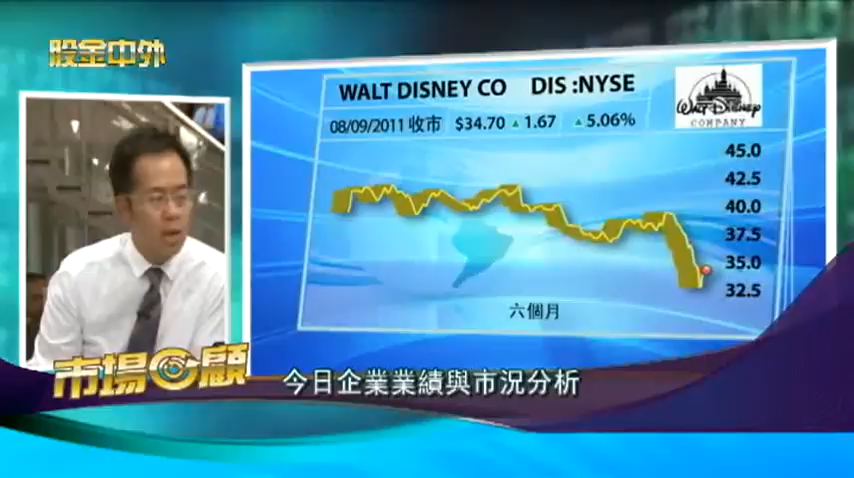 股金中外
WALT DISNEY CO DIS :NYSE
08/09/2011 收市 $34.70 ▲ 1.67 ▲ 5.06%
WALT DISNEY
COMPANY
45.0
42.5
40.0
37.5
35.0
32.5
六個月
市場回顧
今日企業業績與市況分析